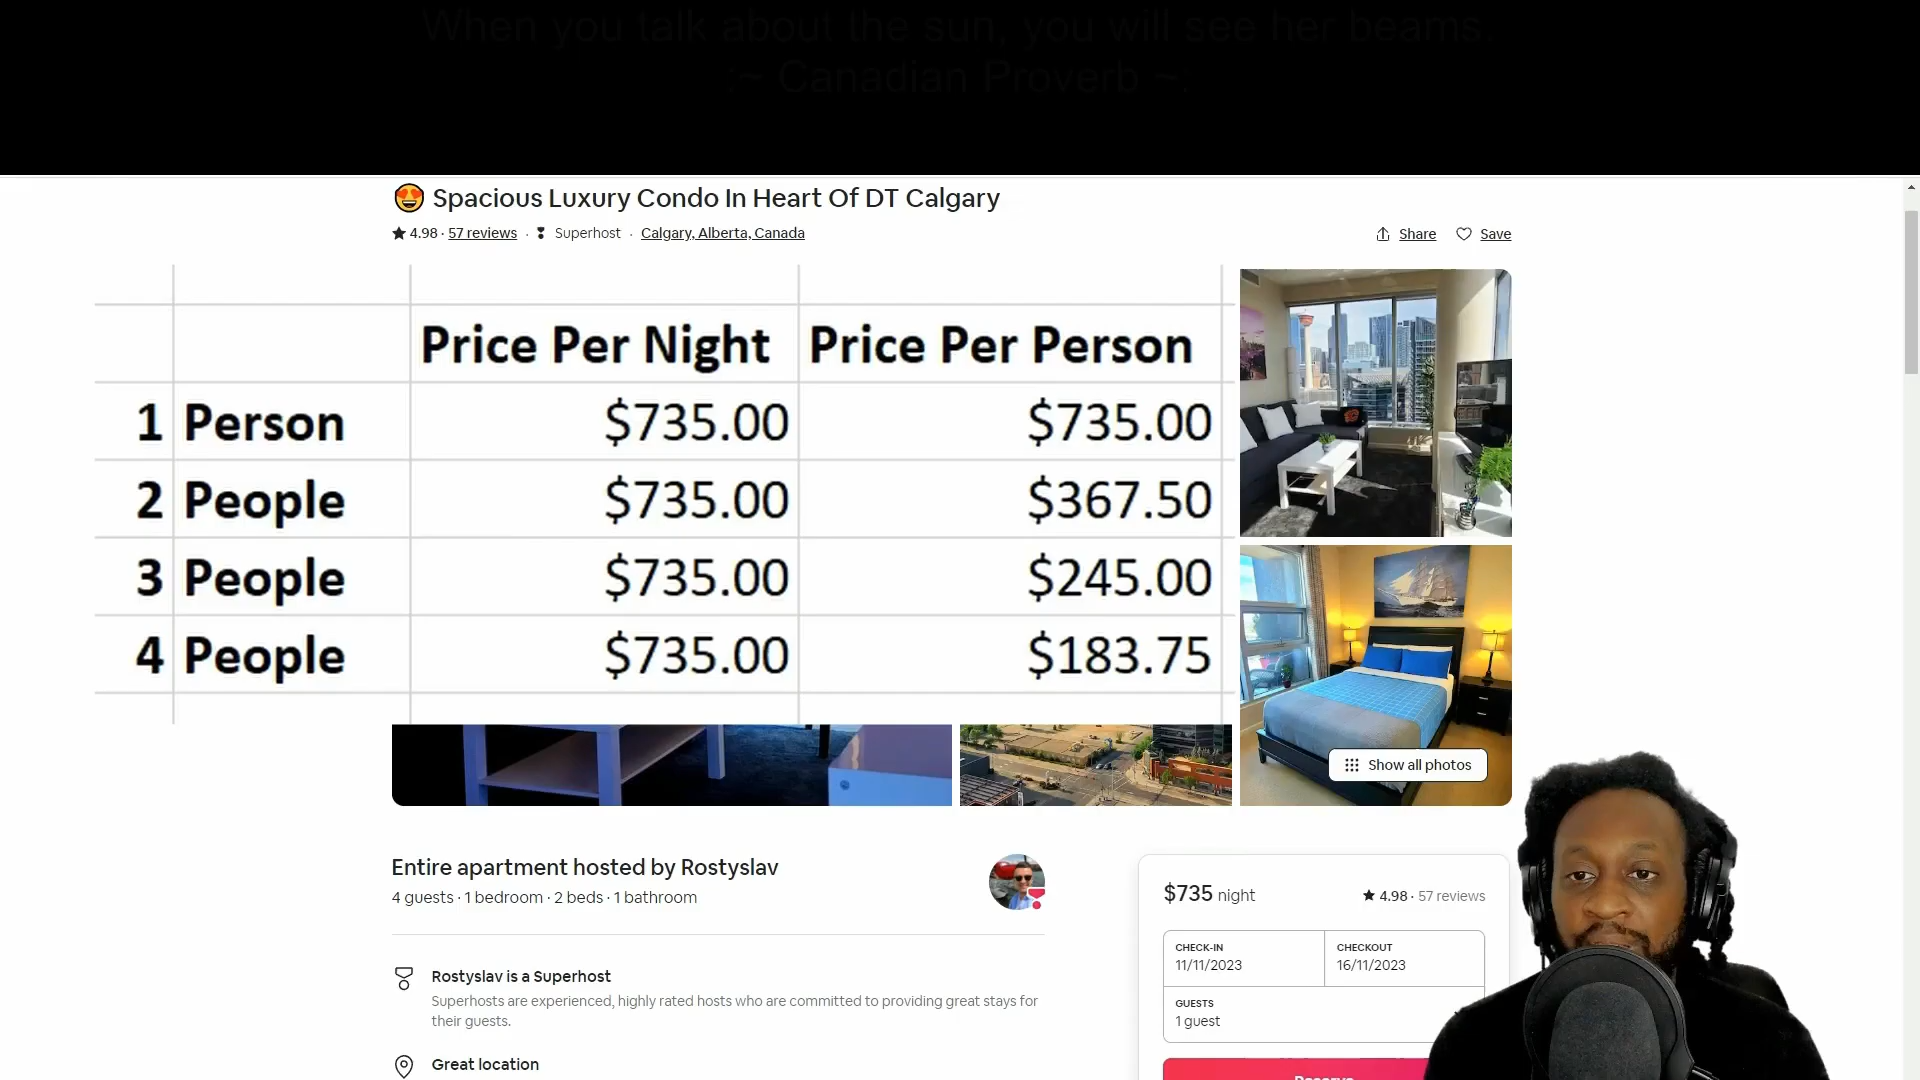 When you talk about the sun, you will see her beams.
:~ Canadian Proverb ~:
Spacious Luxury Condo In Heart Of DT Calgary
4.98 · 57 reviews · Superhost · Calgary, Alberta, Canada
Share Save
Price Per Night Price Per Person
1 Person $735.00 $735.00
2 People $735.00 $367.50
3 People $735.00 $245.00
4 People $735.00 $183.75
Show all photos
Entire apartment hosted by Rostyslav
4 guests · 1 bedroom · 2 beds · 1 bathroom
Rostyslav is a Superhost
Superhosts are experienced, highly rated hosts who are committed to providing great stays for
their guests.
Great location
$735 night 4.98 · 57 reviews
CHECK-IN CHECKOUT
11/11/2023 16/11/2023
GUESTS
1 guest